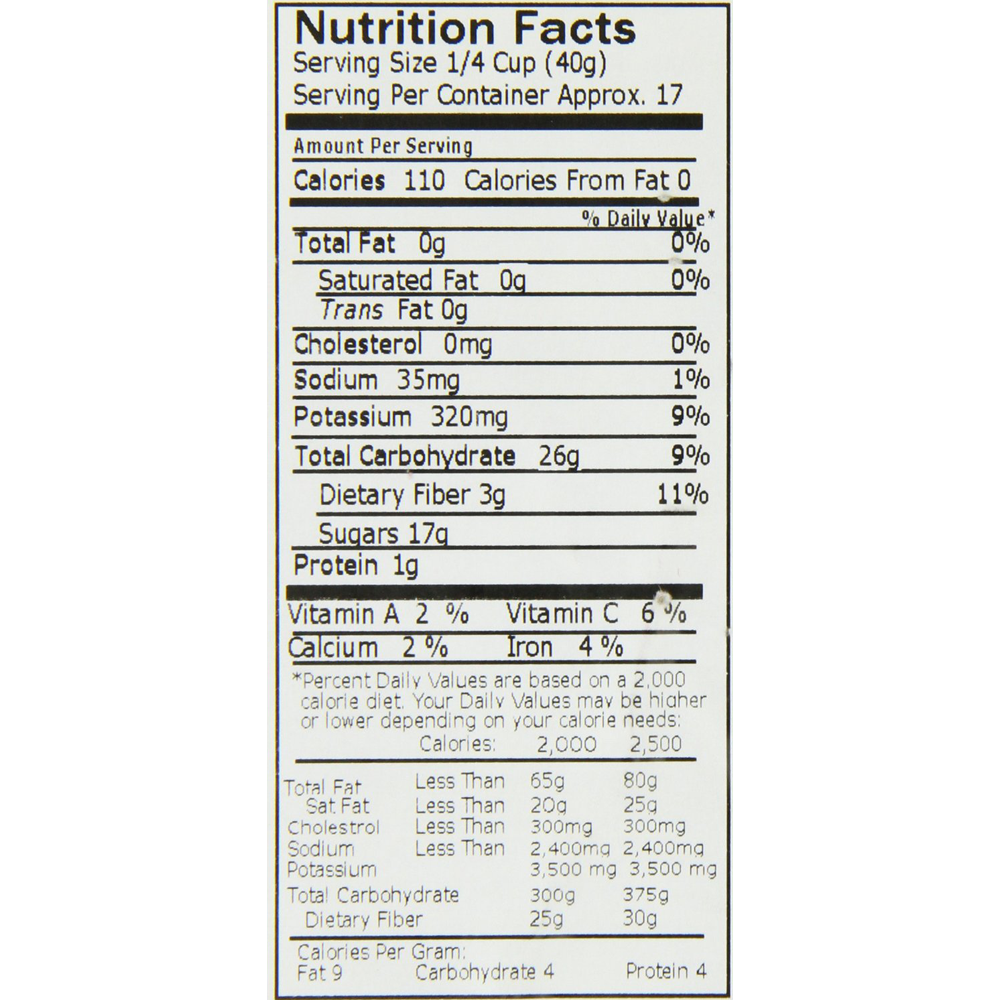 Nutrition Facts
Serving Size 1/4 Cup (40g)
Serving Per Container Approx. 17
Amount Per Serving
Calories 110 Calories From Fat 0
% Daily Value*
Total Fat 0g 0%
Saturated Fat 0g 0%
Trans Fat 0g
Cholesterol 0mg 0%
Sodium 35mg 1%
Potassium 320mg 9%
Total Carbohydrate 26g 9%
Dietary Fiber 3g 11%
Sugars 17g
Protein 1g
Vitamin A 2 % Vitamin C 6 %
Calcium 2 % Iron 4 %
*Percent Daily Values are based on a 2,000
calorie diet. Your Daily Values may be higher
or lower depending on your calorie needs:
Calories: 2,000 2,500
Total Fat Less Than 65g 80g
Sat Fat Less Than 20g 25g
Cholestrol Less Than 300mg 300mg
Sodium Less Than 2,400mg 2,400mg
Potassium 3,500 mg 3,500 mg
Total Carbohydrate 300g 375g
Dietary Fiber 25g 30g
Calories Per Gram:
Fat 9 Carbohydrate 4 Protein 4